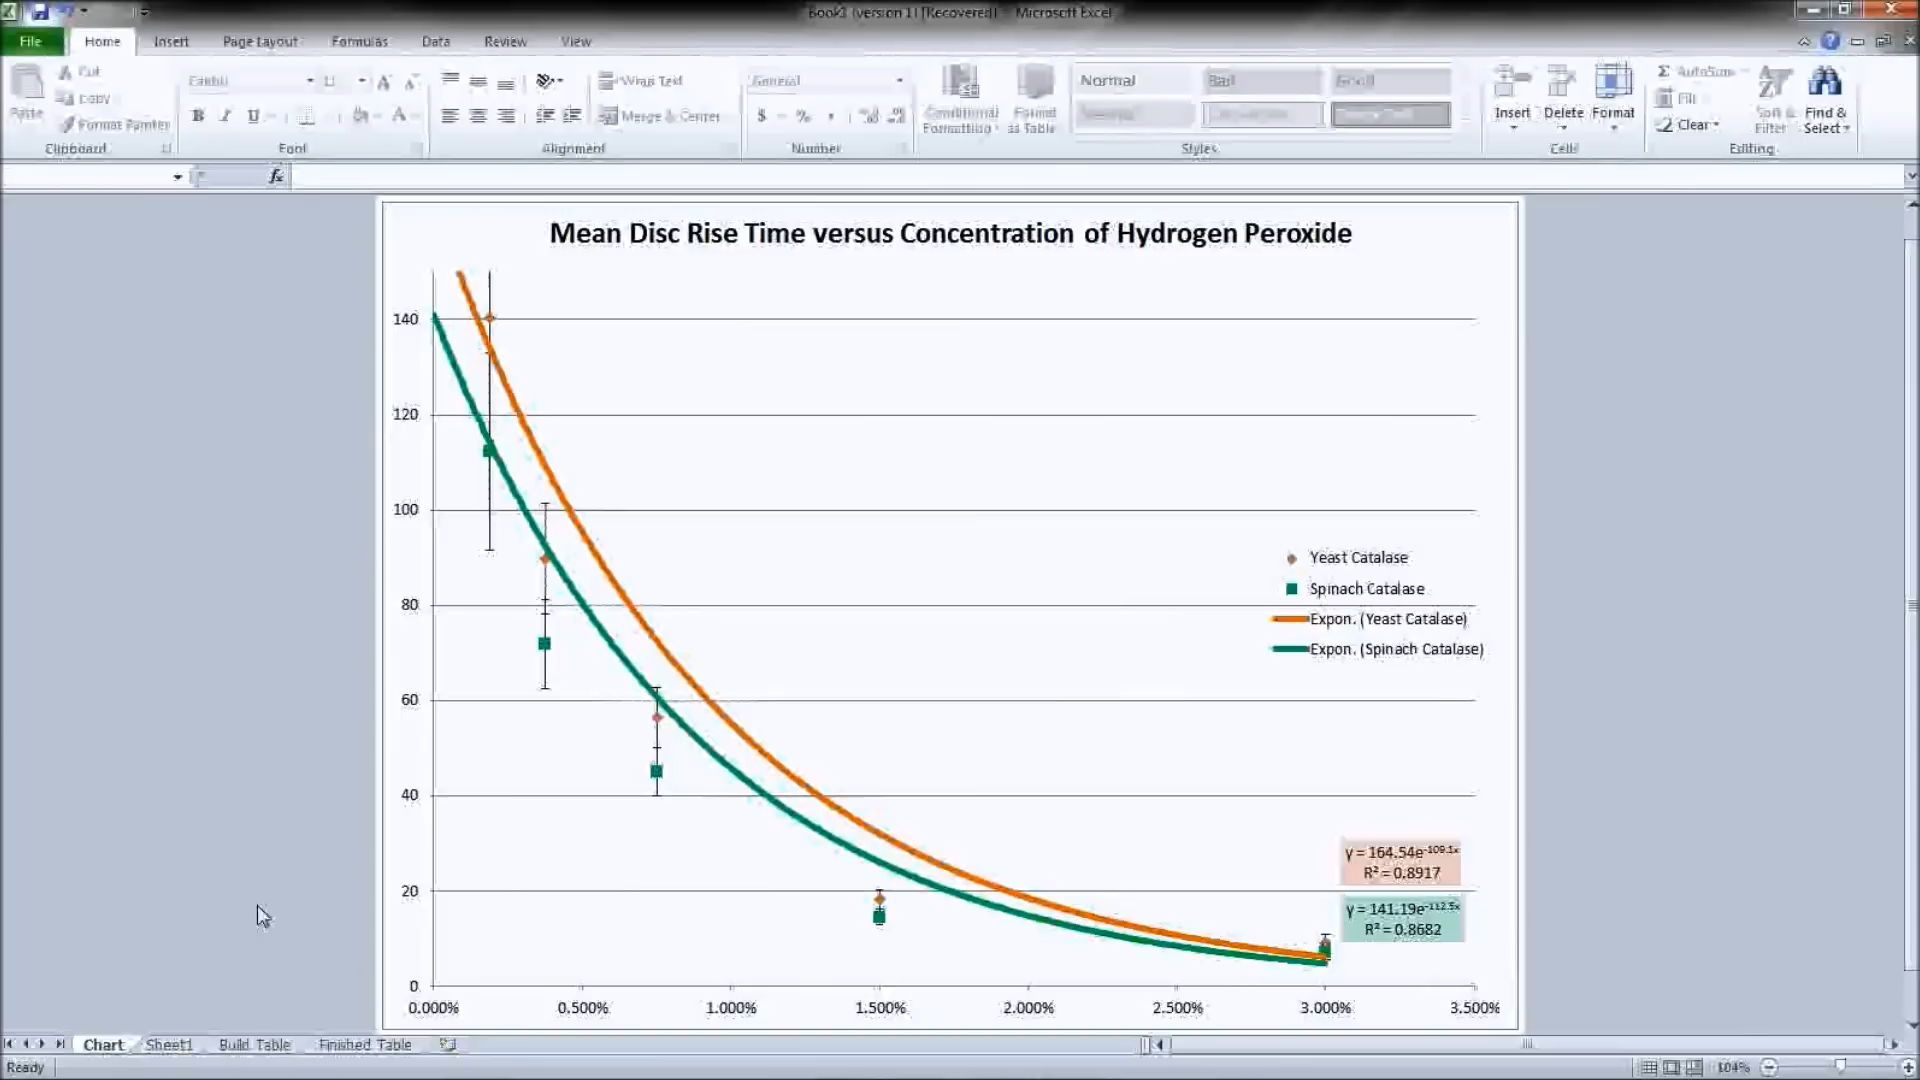 Book1 (version 1) [Recovered] - Microsoft Excel
File Home Insert Page Layout Formulas Data Review View
Cut
Copy
Format Painter
Paste
Clipboard
B I U
Font
Wrap Text
Merge & Center
Alignment
General
$ % ,
Number
Conditional Formatting
Format as Table
Normal Bad Good
Styles
Insert Delete Format
Cells
Σ AutoSum
Fill
Clear
Sort & Filter
Find & Select
Editing
fx
Mean Disc Rise Time versus Concentration of Hydrogen Peroxide
140
120
100
80
60
40
20
0
0.000% 0.500% 1.000% 1.500% 2.000% 2.500% 3.000% 3.500%
Yeast Catalase
Spinach Catalase
Expon. (Yeast Catalase)
Expon. (Spinach Catalase)
y = 164.54e-109.1x
R² = 0.8917
y = 141.19e-112.5x
R² = 0.8682
Chart Sheet1 Build Table Finished Table
Ready
104%